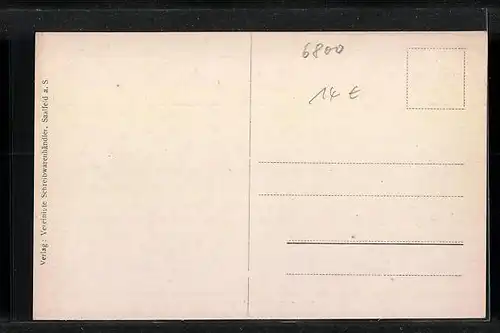 6800
14 €
Verlag: Vereinigte Schreibwarenhändler, Saalfeld a. S